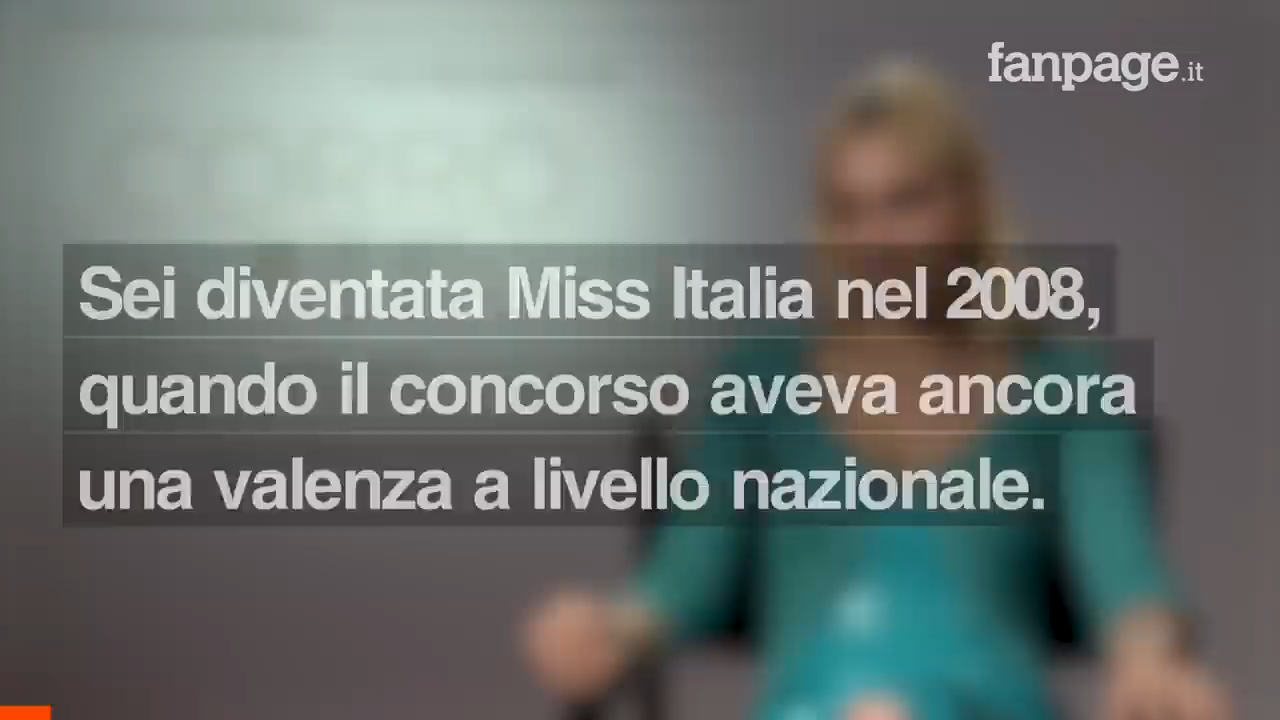 fanpage.it
Sei diventata Miss Italia nel 2008,
quando il concorso aveva ancora
una valenza a livello nazionale.